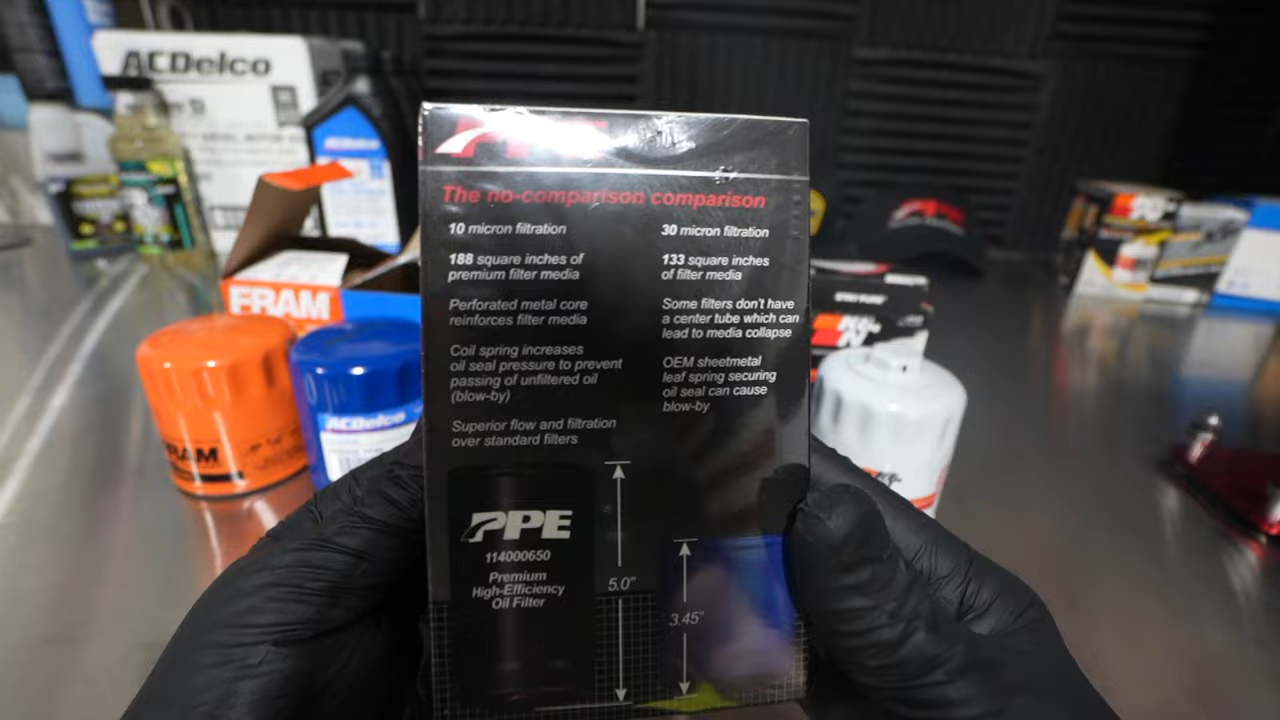 ACDelco
ACDelco
The no-comparison comparison
10 micron filtration
188 square inches of
premium filter media
Perforated metal core
reinforces filter media
Coil spring increases
oil seal pressure to prevent
passing of unfiltered oil
(blow-by)
Superior flow and filtration
over standard filters
30 micron filtration
133 square inches
of filter media
Some filters don't have
a center tube which can
lead to media collapse
OEM sheetmetal
leaf spring securing
oil seal can cause
blow-by
PPE
114000650
Premium
High-Efficiency
Oil Filter
5.0"
3.45"
FRAM
FRAM
ACDelco
K&N
K&N